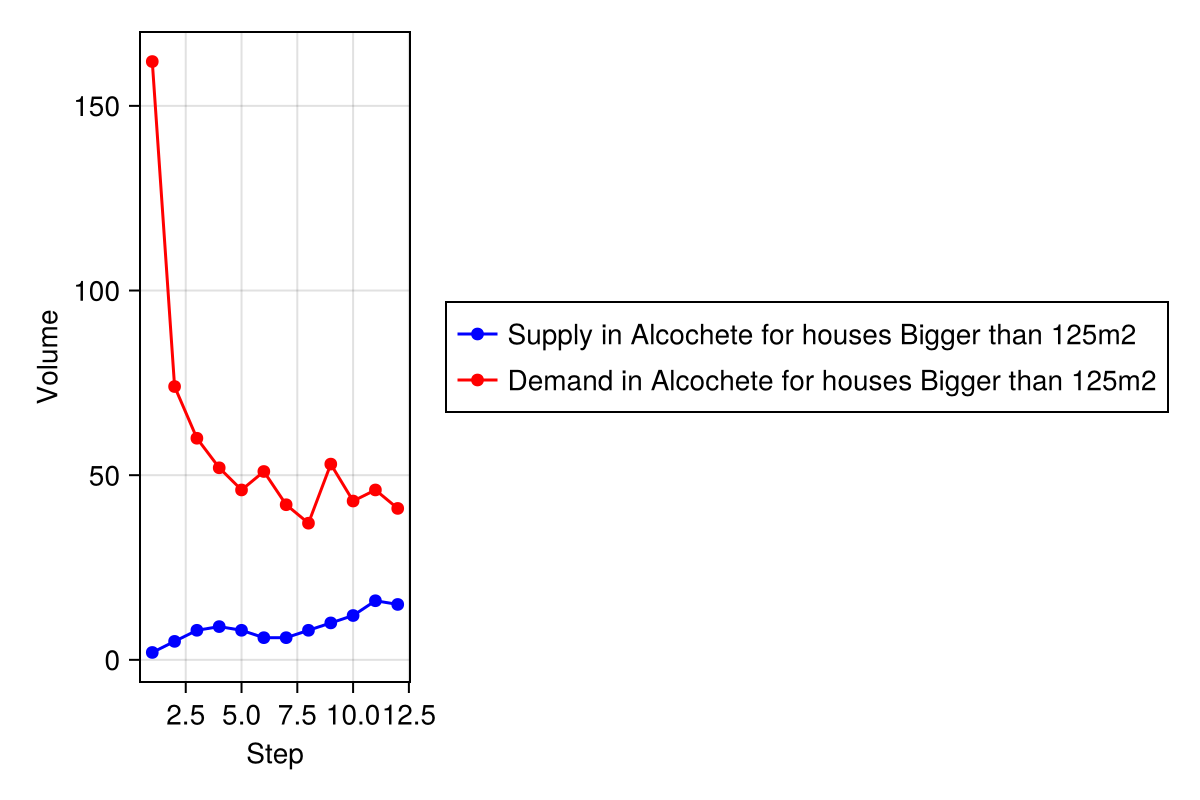 150
100
50
0
Volume
2.5 5.0 7.5 10.0 12.5
Step
Supply in Alcochete for houses Bigger than 125m2
Demand in Alcochete for houses Bigger than 125m2